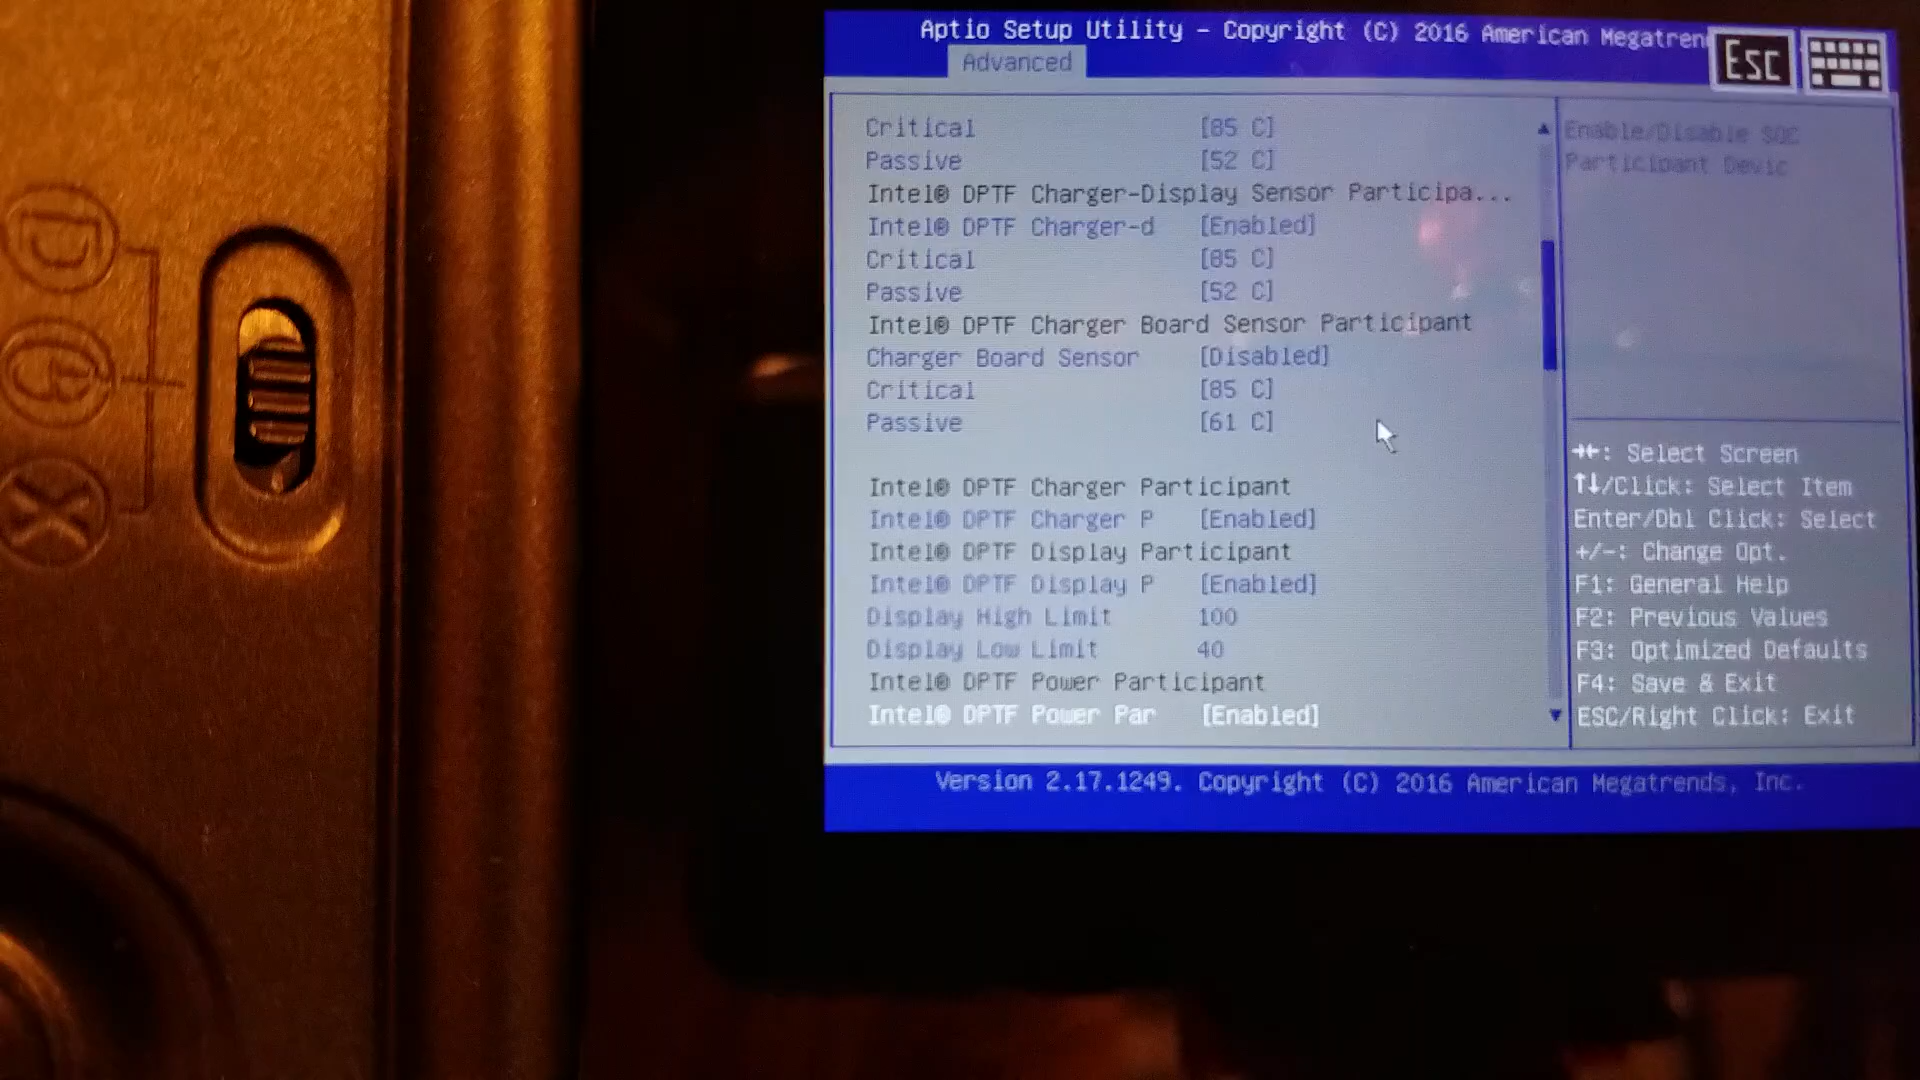 Aptio Setup Utility – Copyright (C) 2016 American Megatren
ESC
Advanced
Critical [85 C]
Passive [52 C]
Intel® DPTF Charger-Display Sensor Participa...
Intel® DPTF Charger-d [Enabled]
Critical [85 C]
Passive [52 C]
Intel® DPTF Charger Board Sensor Participant
Charger Board Sensor [Disabled]
Critical [85 C]
Passive [61 C]
Intel® DPTF Charger Participant
Intel® DPTF Charger P [Enabled]
Intel® DPTF Display Participant
Intel® DPTF Display P [Enabled]
Display High Limit 100
Display Low Limit 40
Intel® DPTF Power Participant
Intel® DPTF Power Par [Enabled]
Enable/Disable SOC
Participant Devic
→←: Select Screen
↑↓/Click: Select Item
Enter/Dbl Click: Select
+/-: Change Opt.
F1: General Help
F2: Previous Values
F3: Optimized Defaults
F4: Save & Exit
ESC/Right Click: Exit
Version 2.17.1249. Copyright (C) 2016 American Megatrends, Inc.
D
G
X